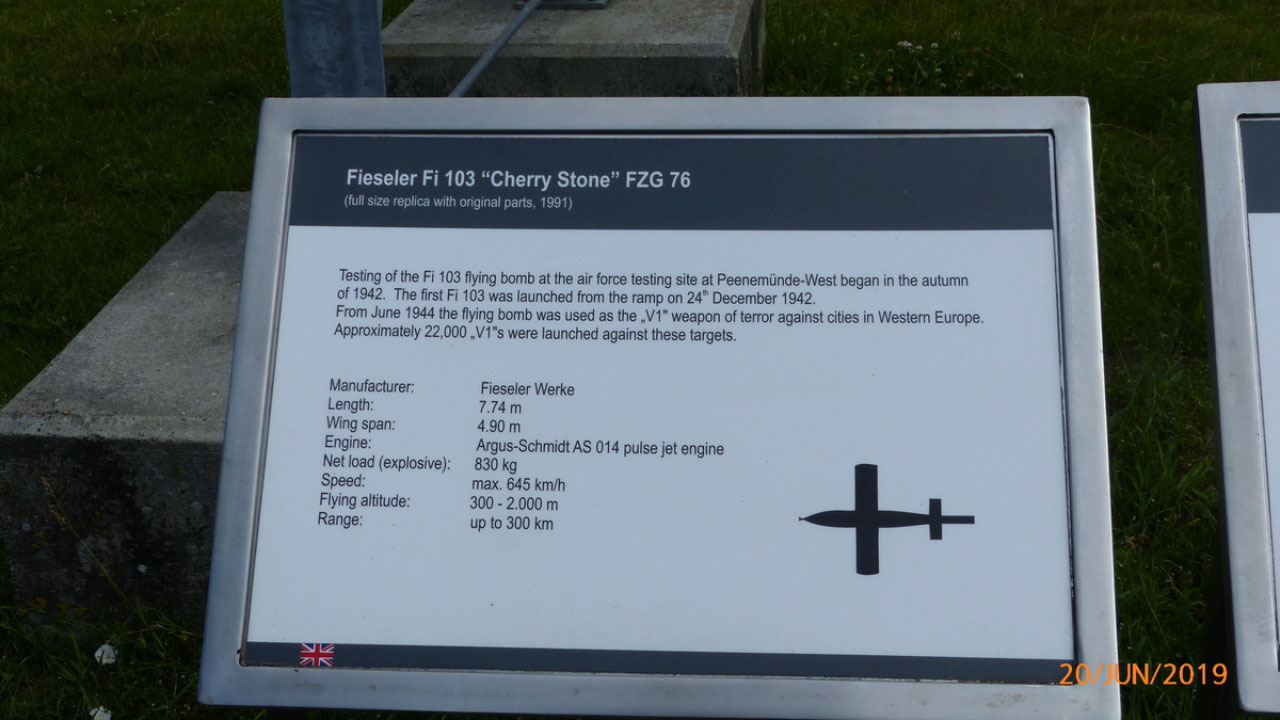 Fieseler Fi 103 “Cherry Stone” FZG 76
(full size replica with original parts, 1991)
Testing of the Fi 103 flying bomb at the air force testing site at Peenemünde-West began in the autumn
of 1942. The first Fi 103 was launched from the ramp on 24th December 1942.
From June 1944 the flying bomb was used as the „V1" weapon of terror against cities in Western Europe.
Approximately 22,000 „V1"s were launched against these targets.
Manufacturer: Fieseler Werke
Length: 7.74 m
Wing span: 4.90 m
Engine: Argus-Schmidt AS 014 pulse jet engine
Net load (explosive): 830 kg
Speed: max. 645 km/h
Flying altitude: 300 - 2.000 m
Range: up to 300 km
20/JUN/2019